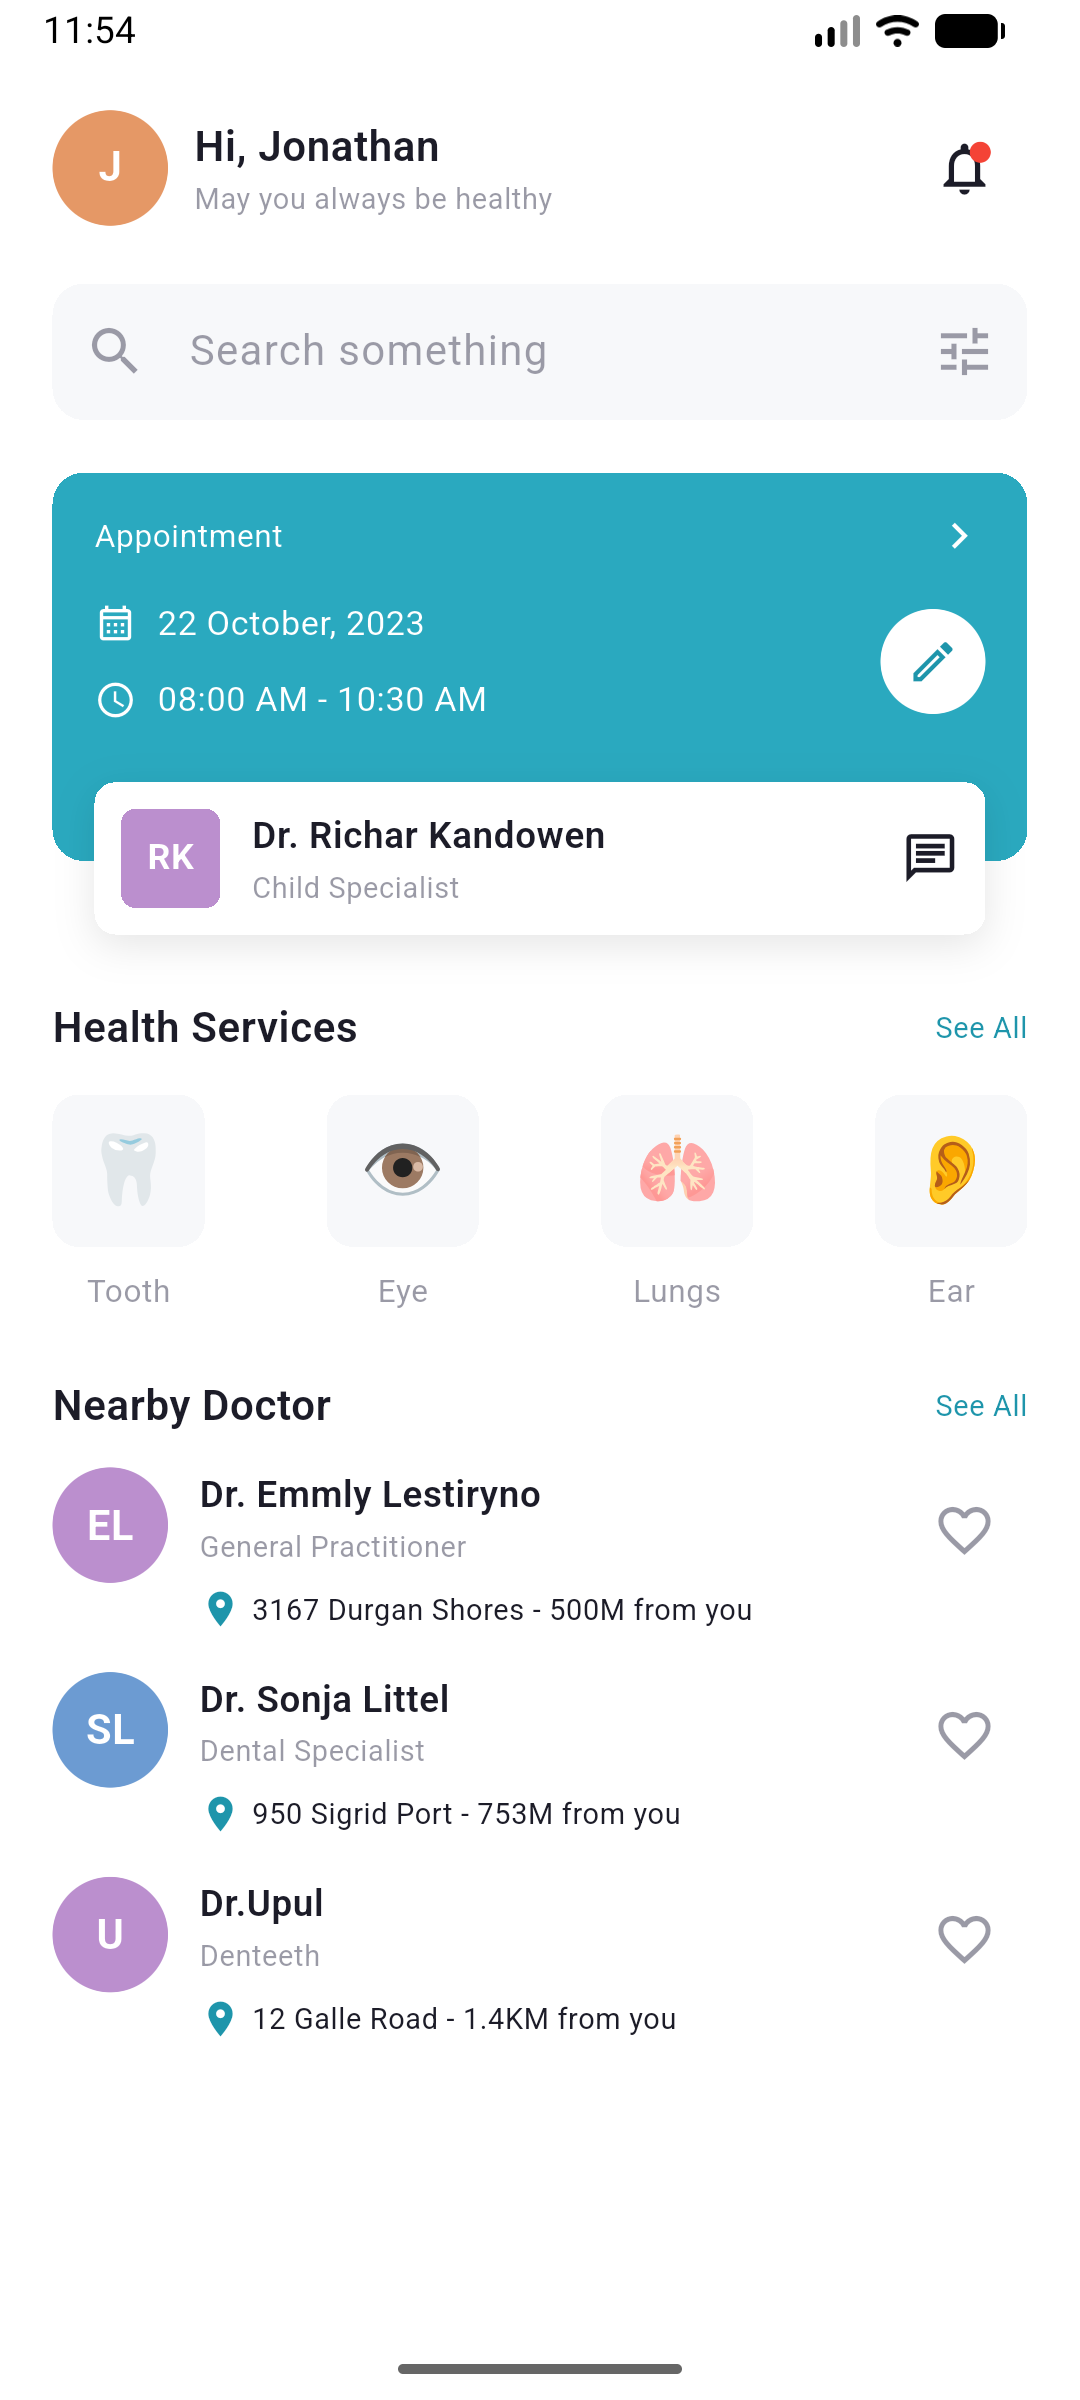 11:54
J
Hi, Jonathan
May you always be healthy
Search something
Appointment
22 October, 2023
08:00 AM - 10:30 AM
RK
Dr. Richar Kandowen
Child Specialist
Health Services
See All
Tooth
Eye
Lungs
Ear
Nearby Doctor
See All
EL
Dr. Emmly Lestiryno
General Practitioner
3167 Durgan Shores - 500M from you
SL
Dr. Sonja Littel
Dental Specialist
950 Sigrid Port - 753M from you
U
Dr.Upul
Denteeth
12 Galle Road - 1.4KM from you